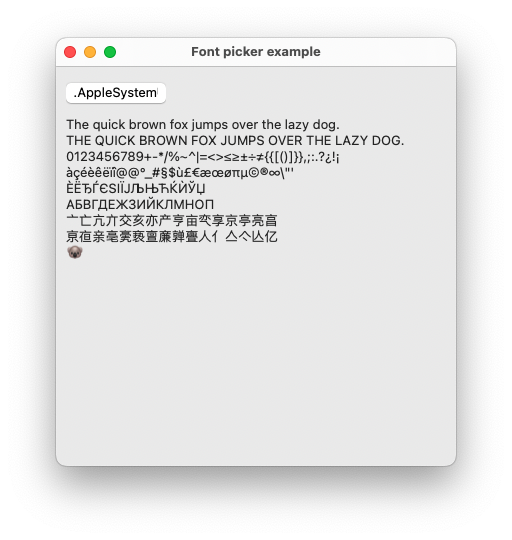 Font picker example
.AppleSystem
The quick brown fox jumps over the lazy dog.
THE QUICK BROWN FOX JUMPS OVER THE LAZY DOG.
0123456789+-*/%~^|=<>≤≥±÷≠{{[()]}},;:.?¿!¡
àçéèêëïî@@°_#§$ù£€æœøπµ©®∞\"'
ЀЁЂЃЄЅІЇЈЉЊЋЌЍЎЏ
АБВГДЖЗИЙКЛМНОП
亠亡亢亣交亥亦产亨亩亪享京亭亮亯
亰亱亲亳亴亵亶亷亸亹人亻亼亽亾亿